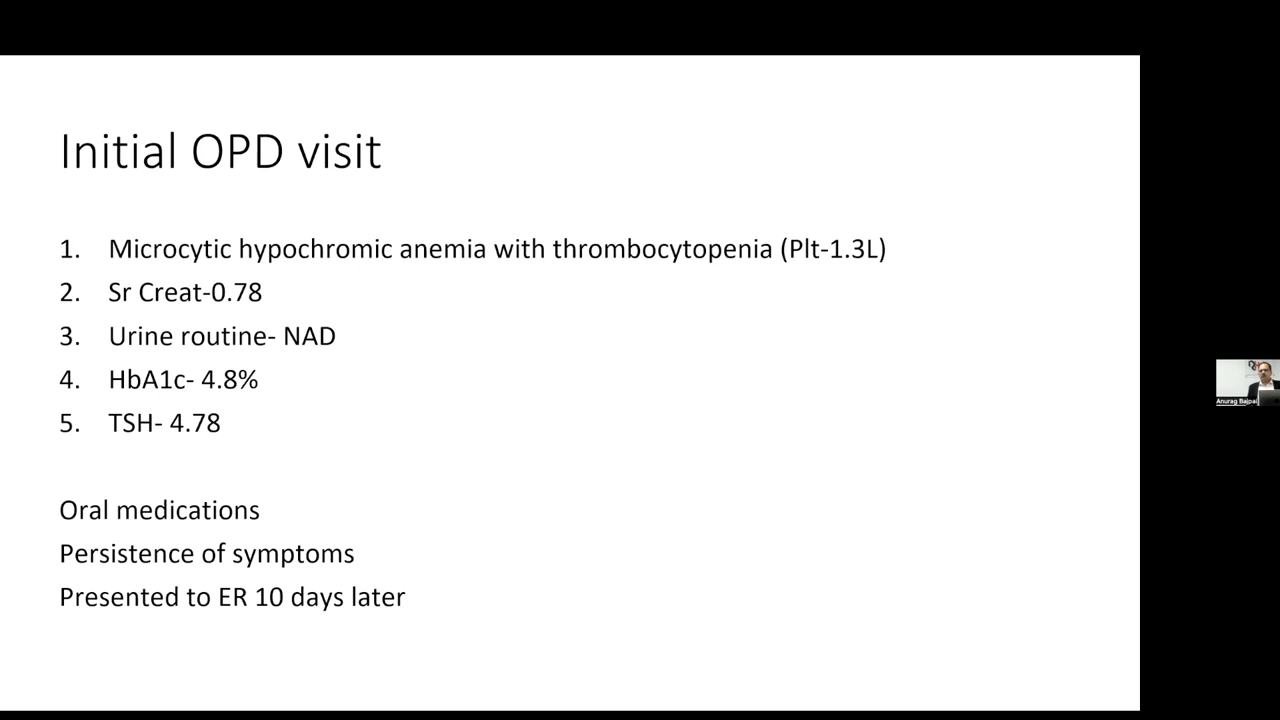 Initial OPD visit
1. Microcytic hypochromic anemia with thrombocytopenia (Plt-1.3L)
2. Sr Creat-0.78
3. Urine routine- NAD
4. HbA1c- 4.8%
5. TSH- 4.78
Oral medications
Persistence of symptoms
Presented to ER 10 days later
Anurag Bajpai